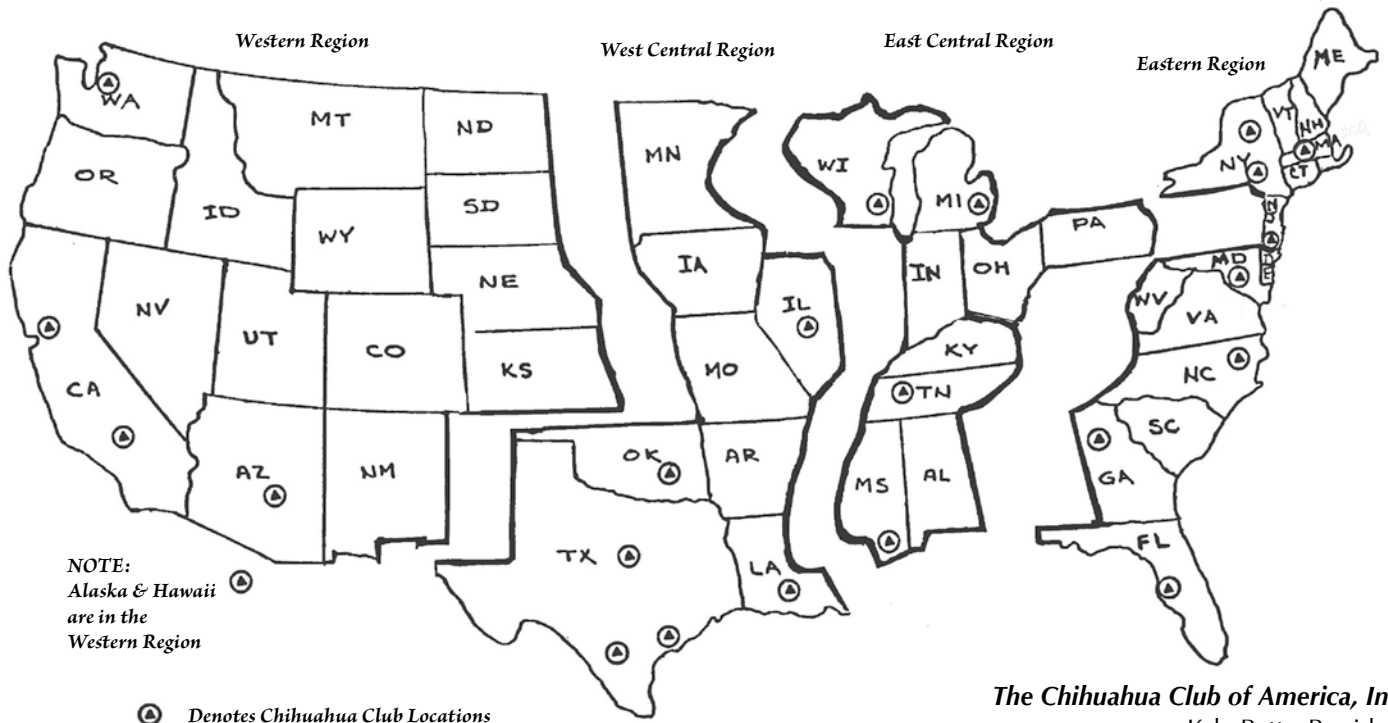 Western Region
West Central Region
East Central Region
Eastern Region
WA
OR
CA
NV
ID
MT
WY
UT
AZ
CO
NM
ND
SD
NE
KS
MN
IA
MO
IL
OK
AR
TX
LA
WI
MI
IN
OH
PA
KY
TN
MS
AL
ME
VT
NH
MA
CT
NY
MD
WV
VA
NC
SC
GA
FL
NOTE:
Alaska & Hawaii
are in the
Western Region
Denotes Chihuahua Club Locations
The Chihuahua Club of America, In